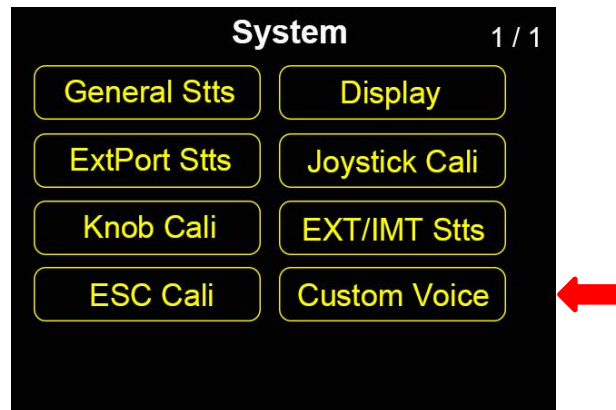 System 1 / 1
General Stts Display
ExtPort Stts Joystick Cali
Knob Cali EXT/IMT Stts
ESC Cali Custom Voice